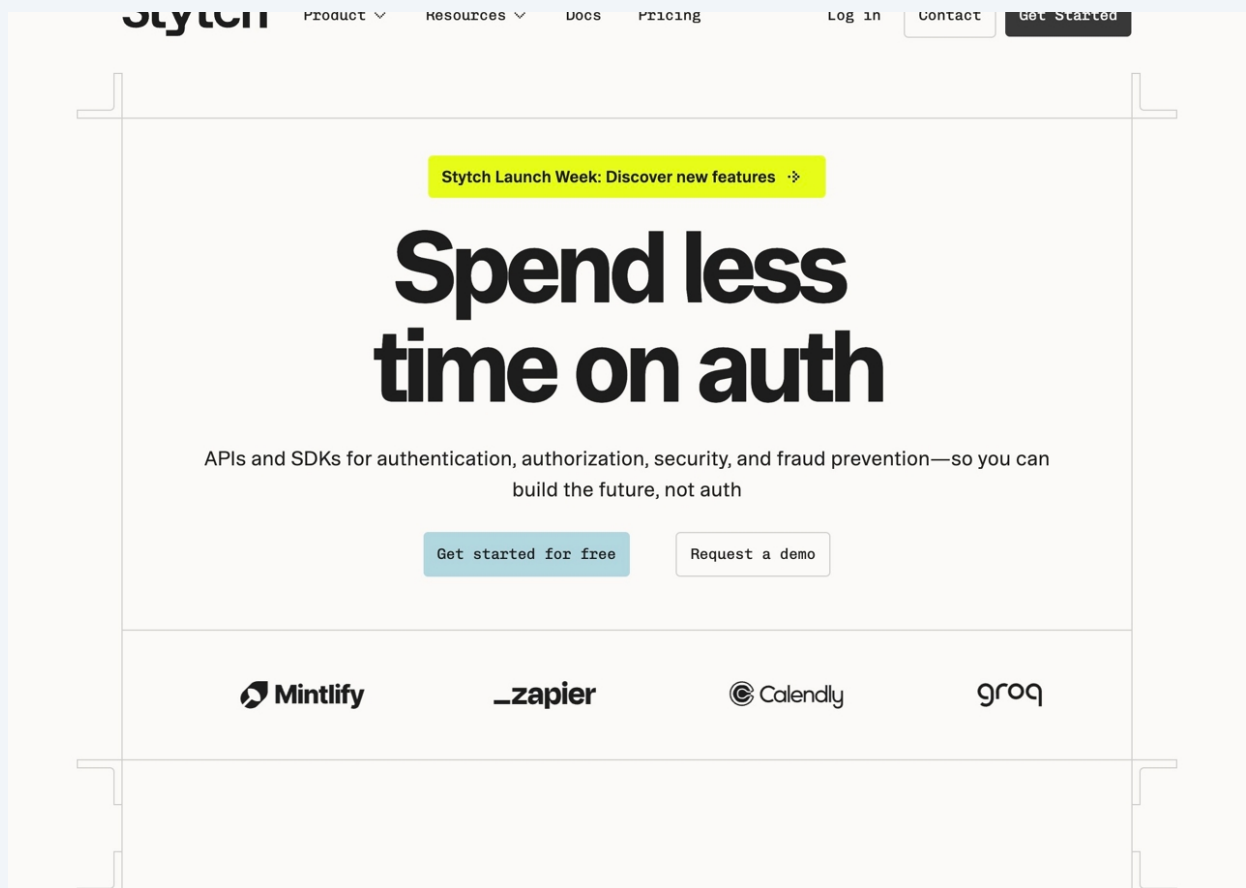 Stytch
Product
Resources
Docs
Pricing
Log in
Contact
Get Started
Stytch Launch Week: Discover new features
Spend less
time on auth
APIs and SDKs for authentication, authorization, security, and fraud prevention—so you can
build the future, not auth
Get started for free
Request a demo
Mintlify
_zapier
Calendly
groq